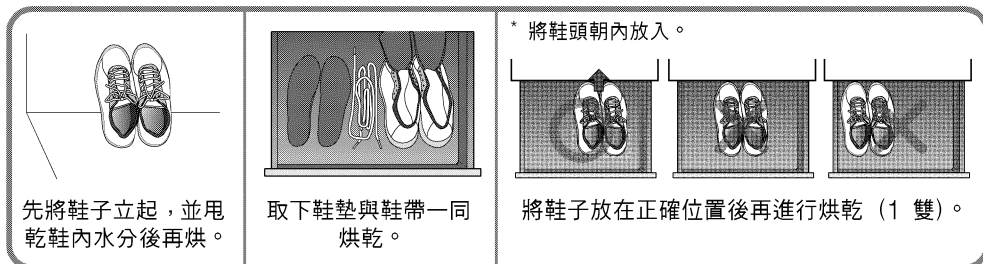 先將鞋子立起，並甩
乾鞋內水分後再烘。
取下鞋墊與鞋帶一同
烘乾。
* 將鞋頭朝內放入。
將鞋子放在正確位置後再進行烘乾（1 雙）。